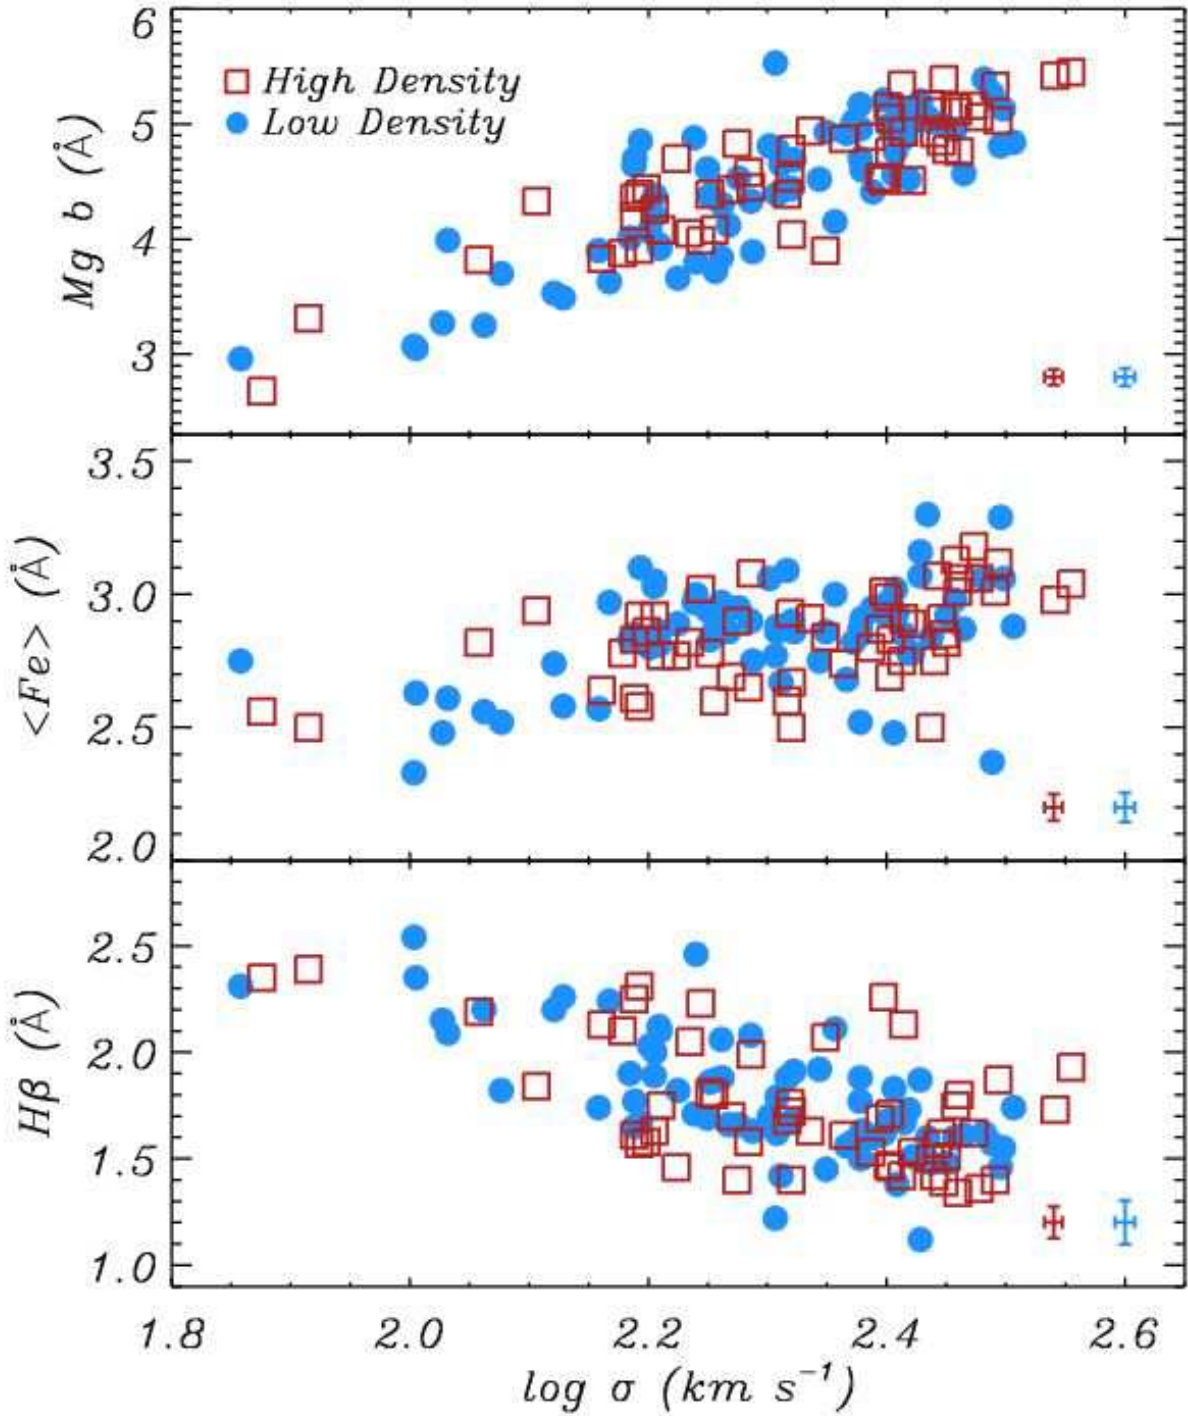 6
5
4
3
Mg b (Å)
High Density
Low Density
3.5
3.0
2.5
2.0
<Fe> (Å)
2.5
2.0
1.5
1.0
Hβ (Å)
1.8 2.0 2.2 2.4 2.6
log σ (km s⁻¹)